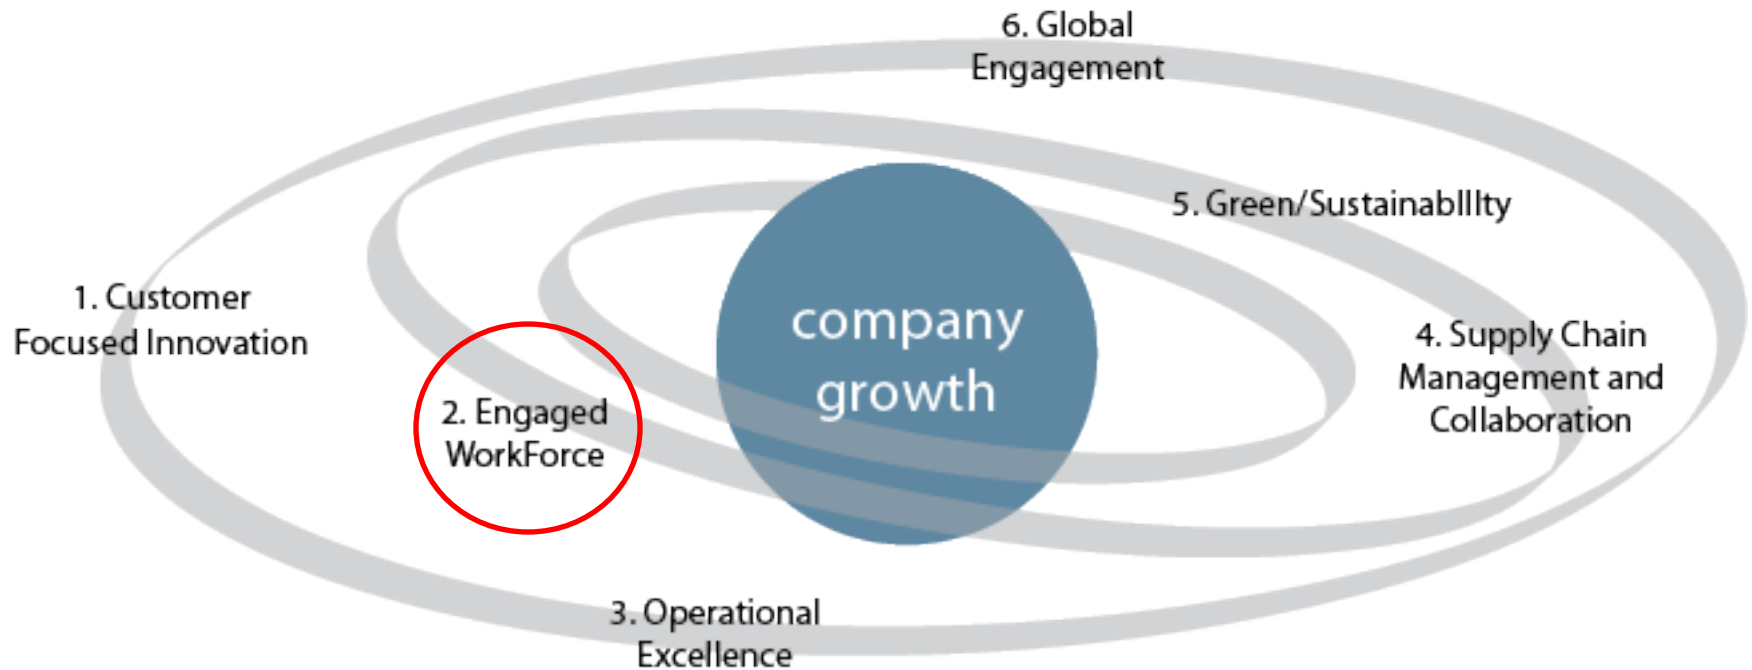 6. Global
Engagement
5. Green/Sustainablllty
1. Customer
Focused Innovation
company
growth
4. Supply Chain
Management and
Collaboration
2. Engaged
WorkForce
3. Operational
Excellence